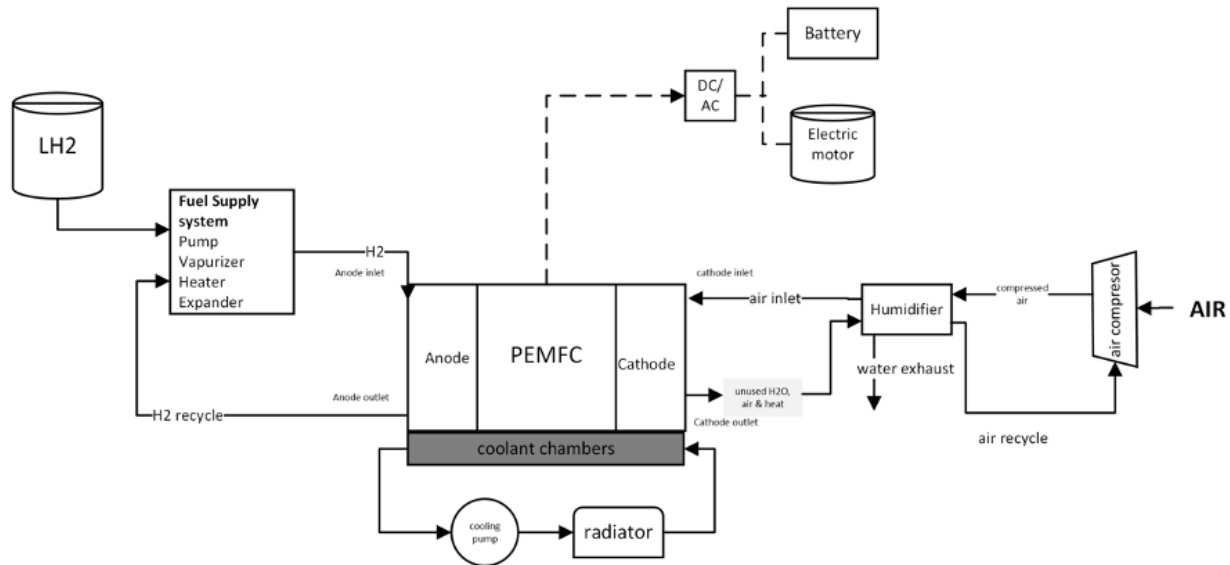 Battery
DC/
AC
Electric
motor
LH2
Fuel Supply
system
Pump
Vapurizer
Heater
Expander
H2
Anode inlet
cathode inlet
air inlet
Humidifier
compressed
air
air compresor
AIR
Anode
PEMFC
Cathode
water exhaust
unused H2O,
air & heat
Anode outlet
H2 recycle
Cathode outlet
air recycle
coolant chambers
cooling
pump
radiator